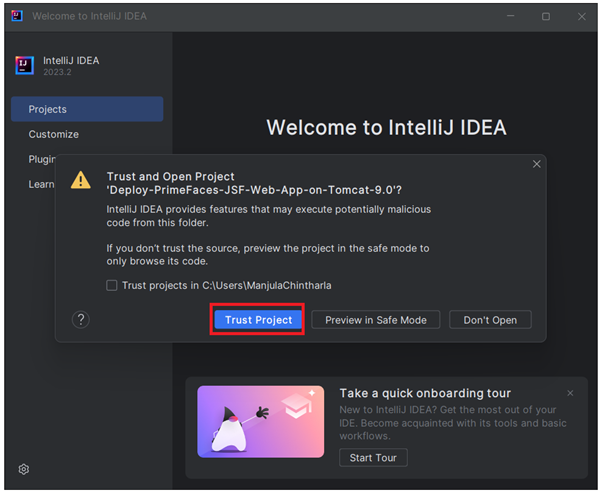 Welcome to IntelliJ IDEA
IntelliJ IDEA
2023.2
Projects
Customize
Plugin
Learn
Welcome to IntelliJ IDEA
Trust and Open Project
'Deploy-PrimeFaces-JSF-Web-App-on-Tomcat-9.0'?
IntelliJ IDEA provides features that may execute potentially malicious
code from this folder.
If you don't trust the source, preview the project in the safe mode to
only browse its code.
Trust projects in C:\Users\ManjulaChintharla
?
Trust Project
Preview in Safe Mode
Don't Open
Take a quick onboarding tour
New to IntelliJ IDEA? Get the most out of your
IDE. Become acquainted with its tools and basic
workflows.
Start Tour